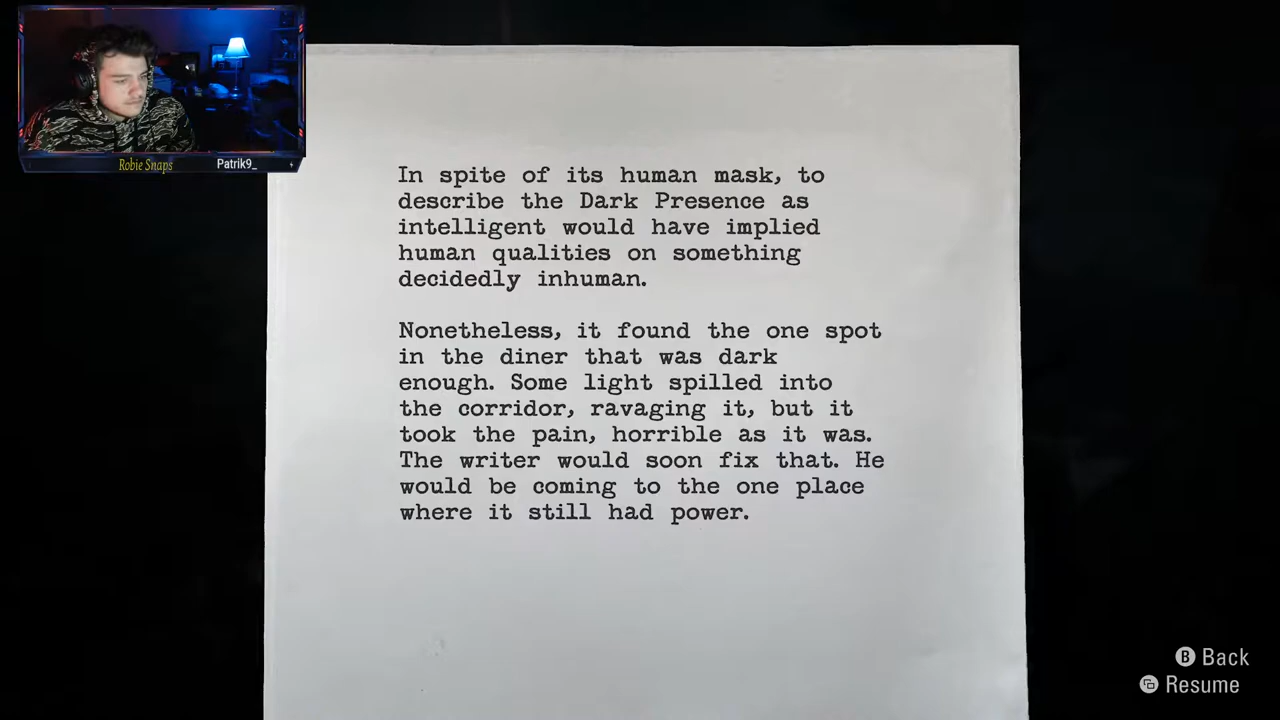 Robie Snaps
Patrik9_
In spite of its human mask, to
describe the Dark Presence as
intelligent would have implied
human qualities on something
decidedly inhuman.
Nonetheless, it found the one spot
in the diner that was dark
enough. Some light spilled into
the corridor, ravaging it, but it
took the pain, horrible as it was.
The writer would soon fix that. He
would be coming to the one place
where it still had power.
B Back
Resume